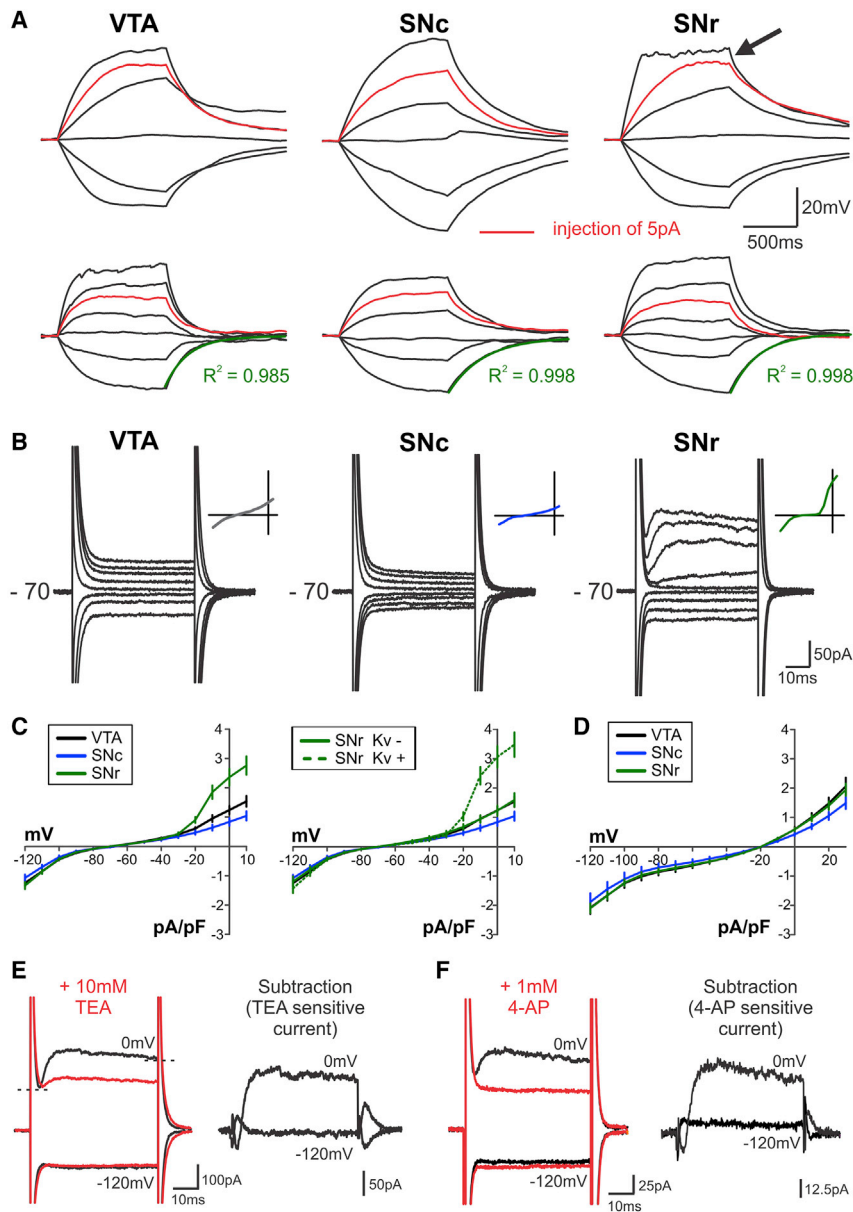 A
VTA
SNc
SNr
20mV
500ms
injection of 5pA
R² = 0.985
R² = 0.998
R² = 0.998
B
VTA
SNc
SNr
- 70
- 70
- 70
50pA
10ms
C
VTA
SNc
SNr
4
3
2
1
mV
-120
-80
-60
-40
-20
10
-1
-2
-3
pA/pF
SNr Kv -
SNr Kv +
4
3
2
1
mV
-120
-80
-60
-40
-20
10
-1
-2
-3
pA/pF
D
VTA
SNc
SNr
4
3
2
1
mV
-120
-100
-80
-60
-20
20
-1
-2
-3
pA/pF
E
+ 10mM
TEA
0mV
-120mV
100pA
10ms
Subtraction
(TEA sensitive
current)
0mV
-120mV
50pA
F
+ 1mM
4-AP
0mV
-120mV
25pA
10ms
Subtraction
(4-AP sensitive
current)
0mV
-120mV
12.5pA